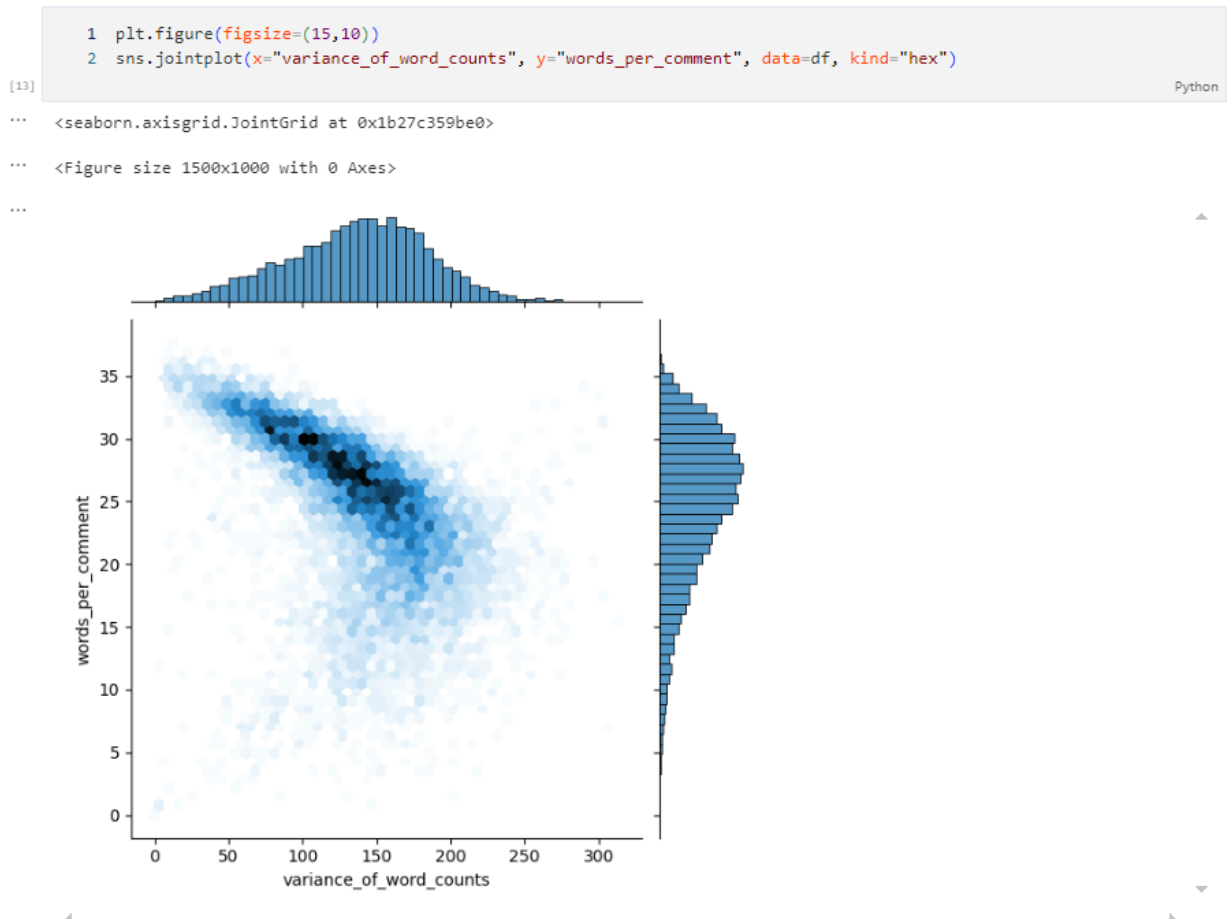 1 plt.figure(figsize=(15,10))
2 sns.jointplot(x="variance_of_word_counts", y="words_per_comment", data=df, kind="hex")
[13]
Python
... <seaborn.axisgrid.JointGrid at 0x1b27c359be0>
... <Figure size 1500x1000 with 0 Axes>
...
35
30
25
20
15
10
5
0
words_per_comment
0 50 100 150 200 250 300
variance_of_word_counts